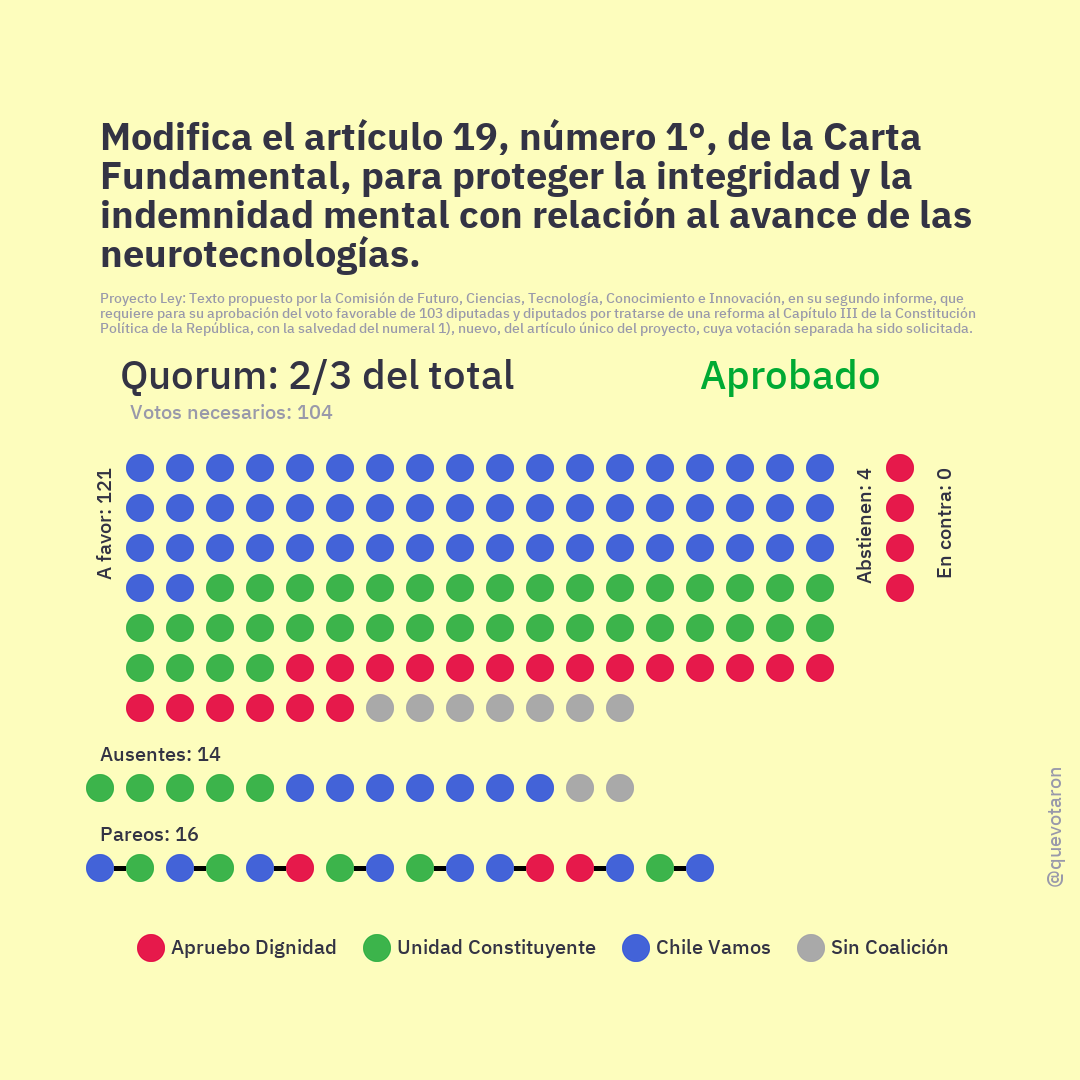 Modifica el artículo 19, número 1°, de la Carta
Fundamental, para proteger la integridad y la
indemnidad mental con relación al avance de las
neurotecnologías.
Proyecto Ley: Texto propuesto por la Comisión de Futuro, Ciencias, Tecnología, Conocimiento e Innovación, en su segundo informe, que
requiere para su aprobación del voto favorable de 103 diputadas y diputados por tratarse de una reforma al Capítulo III de la Constitución
Política de la República, con la salvedad del numeral 1), nuevo, del artículo único del proyecto, cuya votación separada ha sido solicitada.
Quorum: 2/3 del total
Aprobado
Votos necesarios: 104
A favor: 121
Abstienen: 4
En contra: 0
Ausentes: 14
Pareos: 16
@quevotaron
Apruebo Dignidad
Unidad Constituyente
Chile Vamos
Sin Coalición